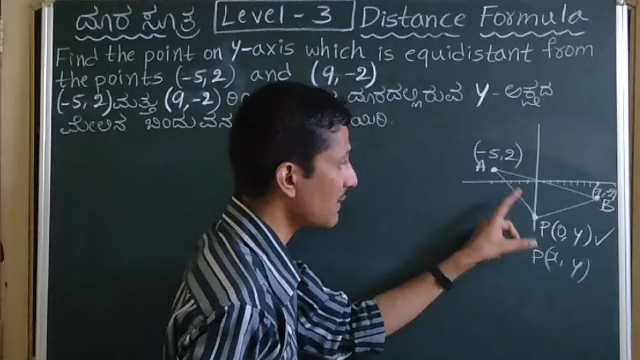 ದೂರ ಸೂತ್ರ Level-3 Distance Formula
Find the point on y-axis which is equidistant from
the points (-5,2) and (9,-2)
(-5,2) ಮತ್ತು (9,-2) ದೂರದಲ್ಲಿರುವ y-ಅಕ್ಷದ
ಮೇಲಿನ
(-5,2)
A
B
P(0, y) ✓
P(x, y)